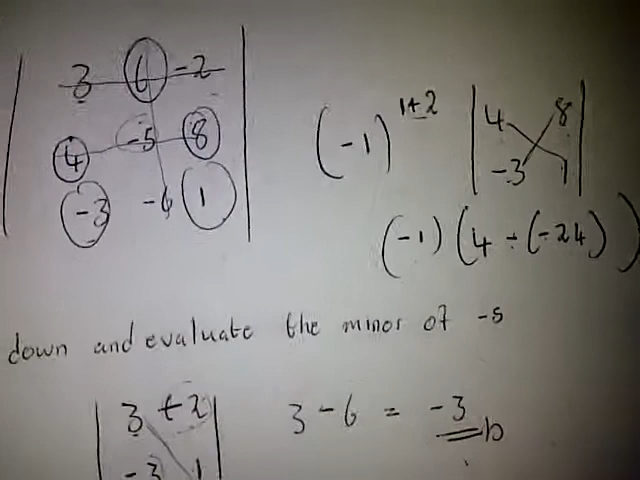 | 3 6 -2 |
| 4 -5 8 |
| -3 -6 1 |
(-1)^{1+2} | 4 8 |
| -3 1 |
(-1)(4 - (-24))
down and evaluate the minor of -5
| 3 + 2 |
| -3 1 |
3 - 6 = -3 b